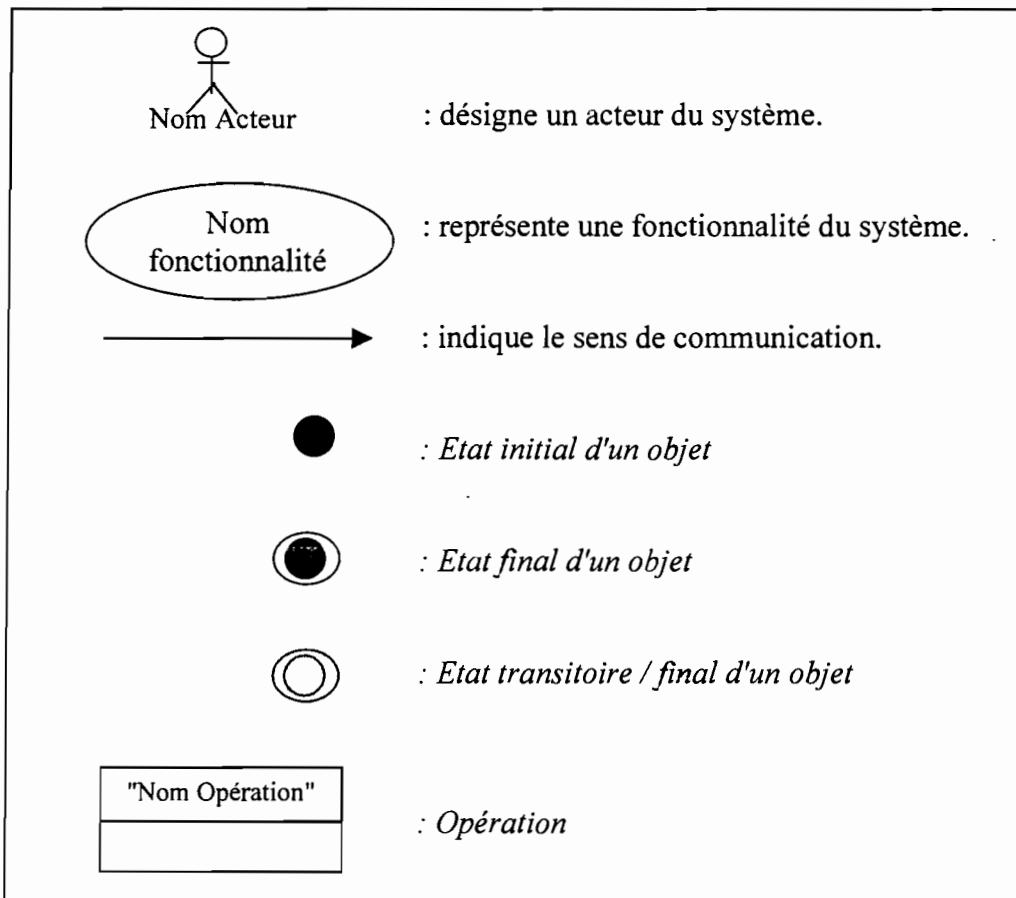 Nom Acteur : désigne un acteur du système.
Nom
fonctionnalité
: représente une fonctionnalité du système.
: indique le sens de communication.
: Etat initial d'un objet
: Etat final d'un objet
: Etat transitoire / final d'un objet
"Nom Opération"
: Opération